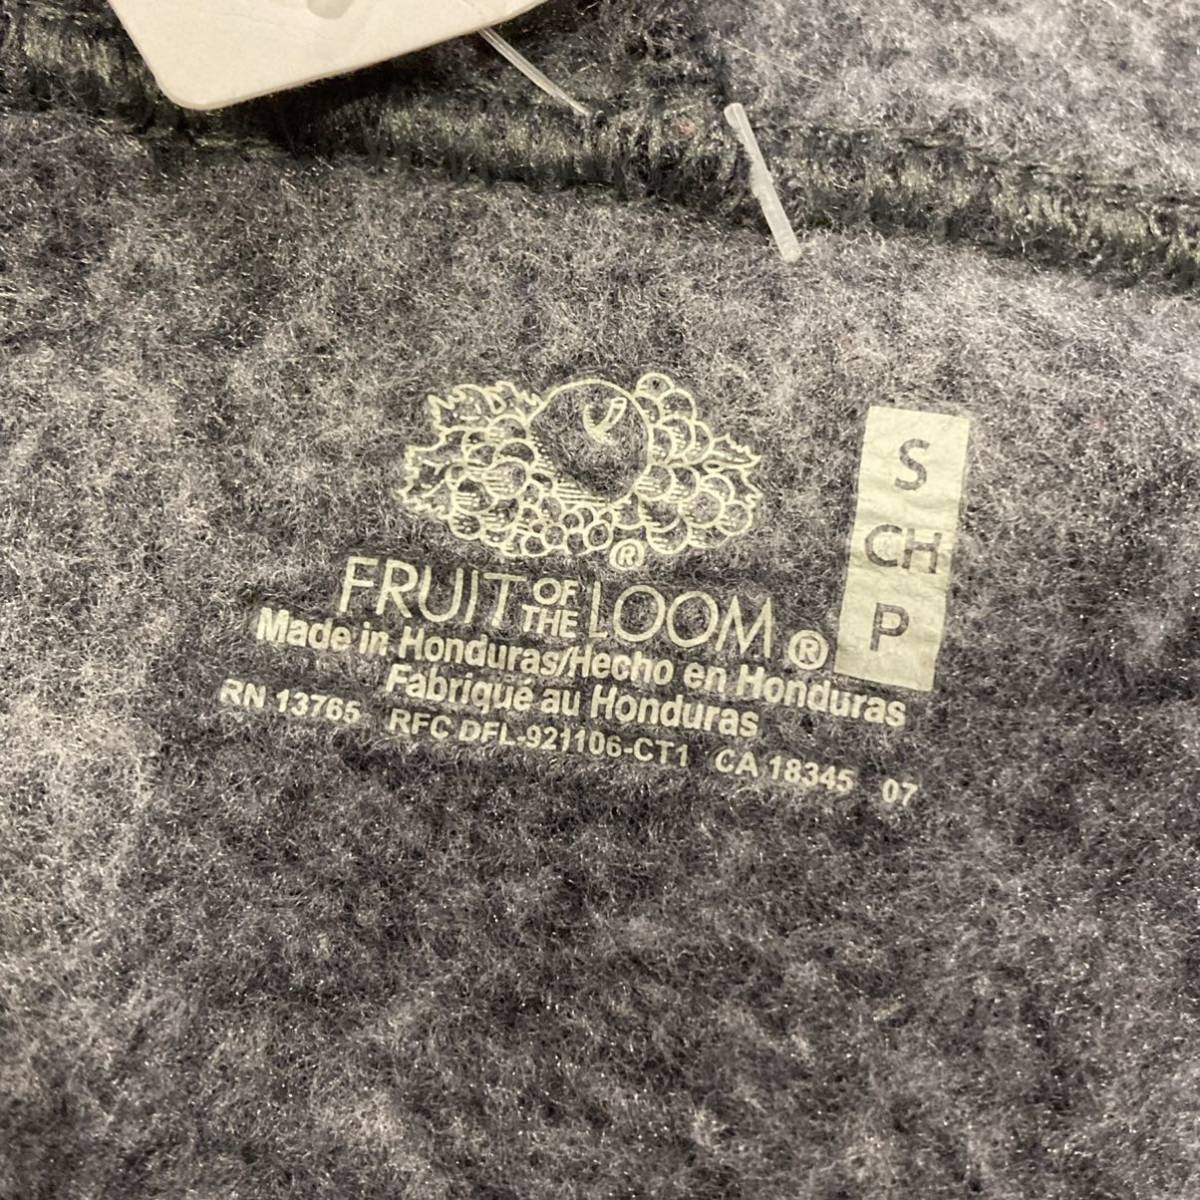 S
CH
P
®
FRUIT OF THE LOOM ®
Made in Honduras/Hecho en Honduras
Fabriqué au Honduras
RN 13765 RFC DFL-921106-CT1 CA 18345 07